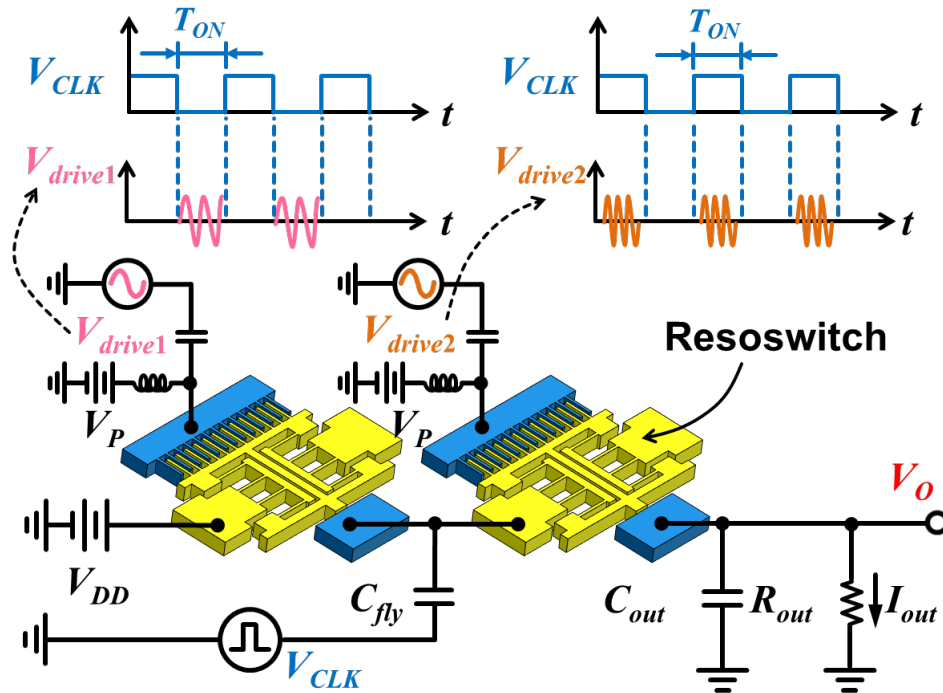 T_ON
T_ON
V_CLK
t
V_CLK
t
V_drive1
t
V_drive2
t
V_drive1
V_drive2
Resoswitch
V_P
V_P
V_O
V_DD
C_fly
C_out
R_out
I_out
V_CLK